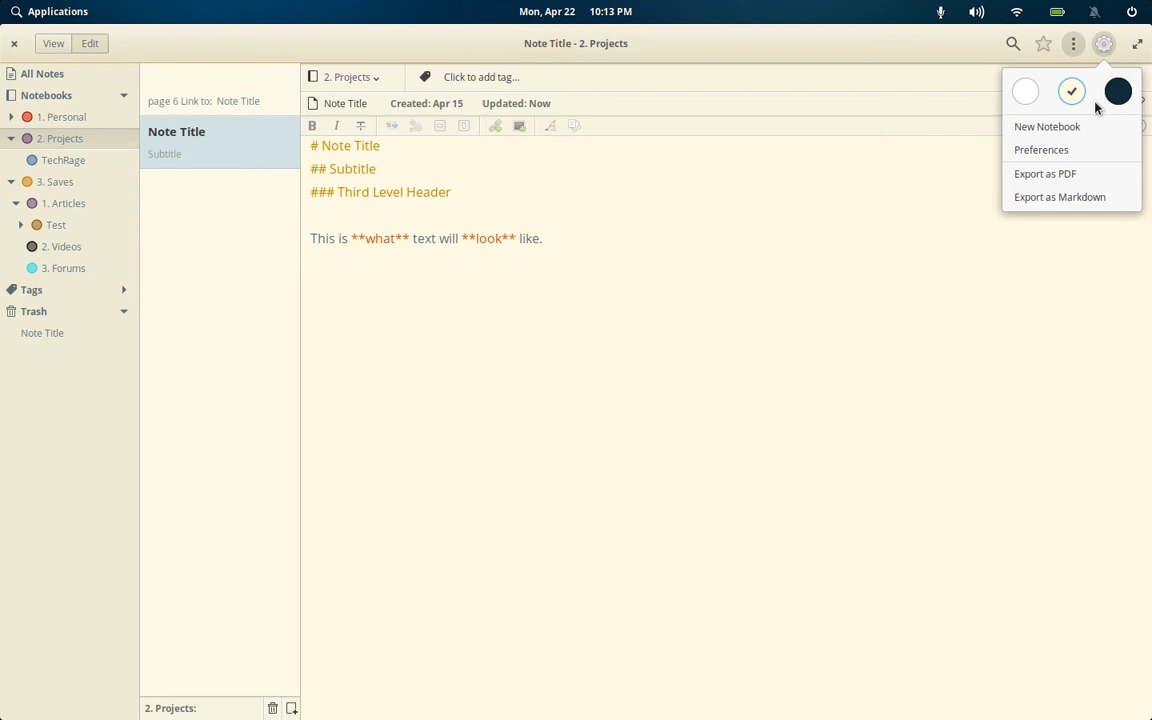 Applications
Mon, Apr 22 10:13 PM
View Edit
Note Title - 2. Projects
All Notes
Notebooks
1. Personal
2. Projects
TechRage
3. Saves
1. Articles
Test
2. Videos
3. Forums
Tags
Trash
Note Title
page 6 Link to: Note Title
Note Title
Subtitle
2. Projects:
2. Projects
Click to add tag...
Note Title Created: Apr 15 Updated: Now
B I T
# Note Title
## Subtitle
### Third Level Header
This is **what** text will **look** like.
New Notebook
Preferences
Export as PDF
Export as Markdown